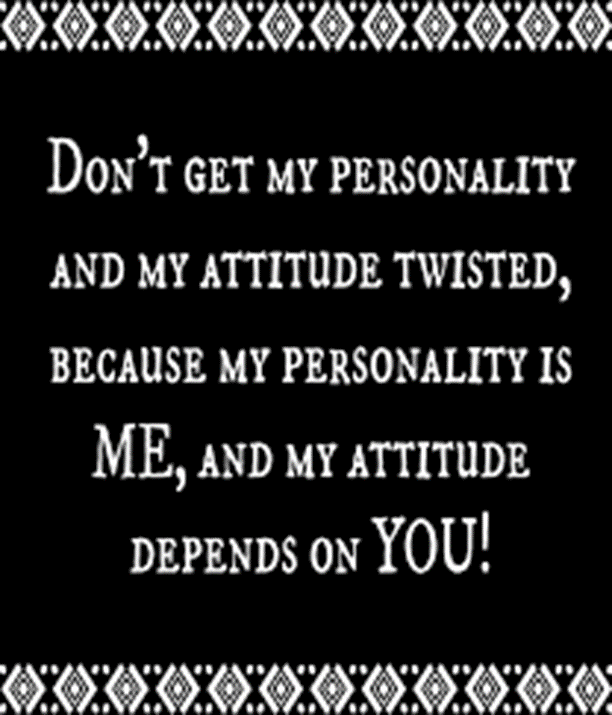 Don't get my personality
and my attitude twisted,
because my personality is
ME, and my attitude
depends on YOU!